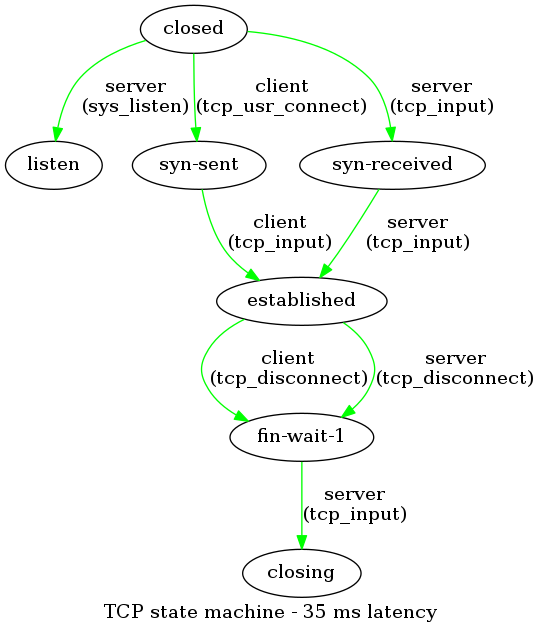 closed
server
(sys_listen)
client
(tcp_usr_connect)
server
(tcp_input)
listen
syn-sent
syn-received
client
(tcp_input)
server
(tcp_input)
established
client
(tcp_disconnect)
server
(tcp_disconnect)
fin-wait-1
server
(tcp_input)
closing
TCP state machine - 35 ms latency